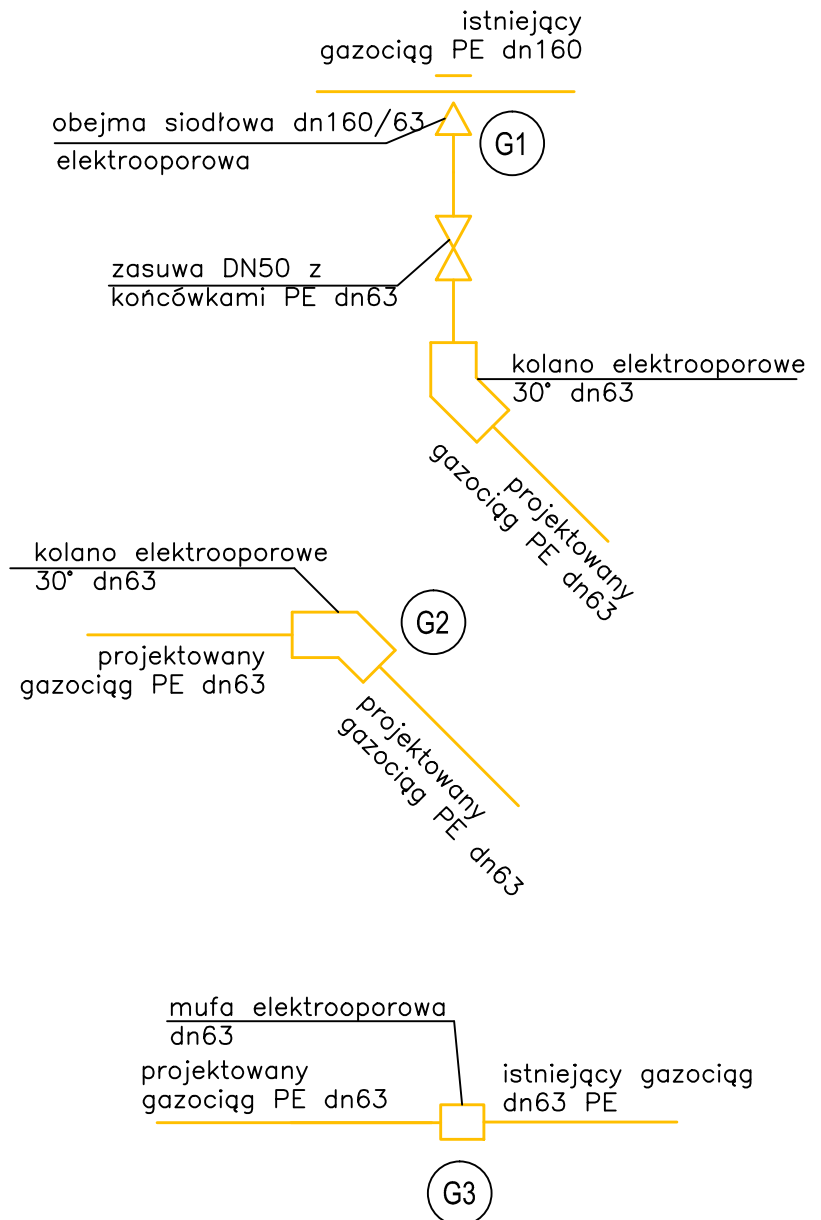 istniejący
gazociąg PE dn160
obejma siodłowa dn160/63
elektrooporowa
G1
zasuwa DN50 z
końcówkami PE dn63
kolano elektrooporowe
30° dn63
projektowany
gazociąg PE dn63
kolano elektrooporowe
30° dn63
G2
projektowany
gazociąg PE dn63
projektowany
gazociąg PE dn63
mufa elektrooporowa
dn63
projektowany
gazociąg PE dn63
istniejący gazociąg
dn63 PE
G3